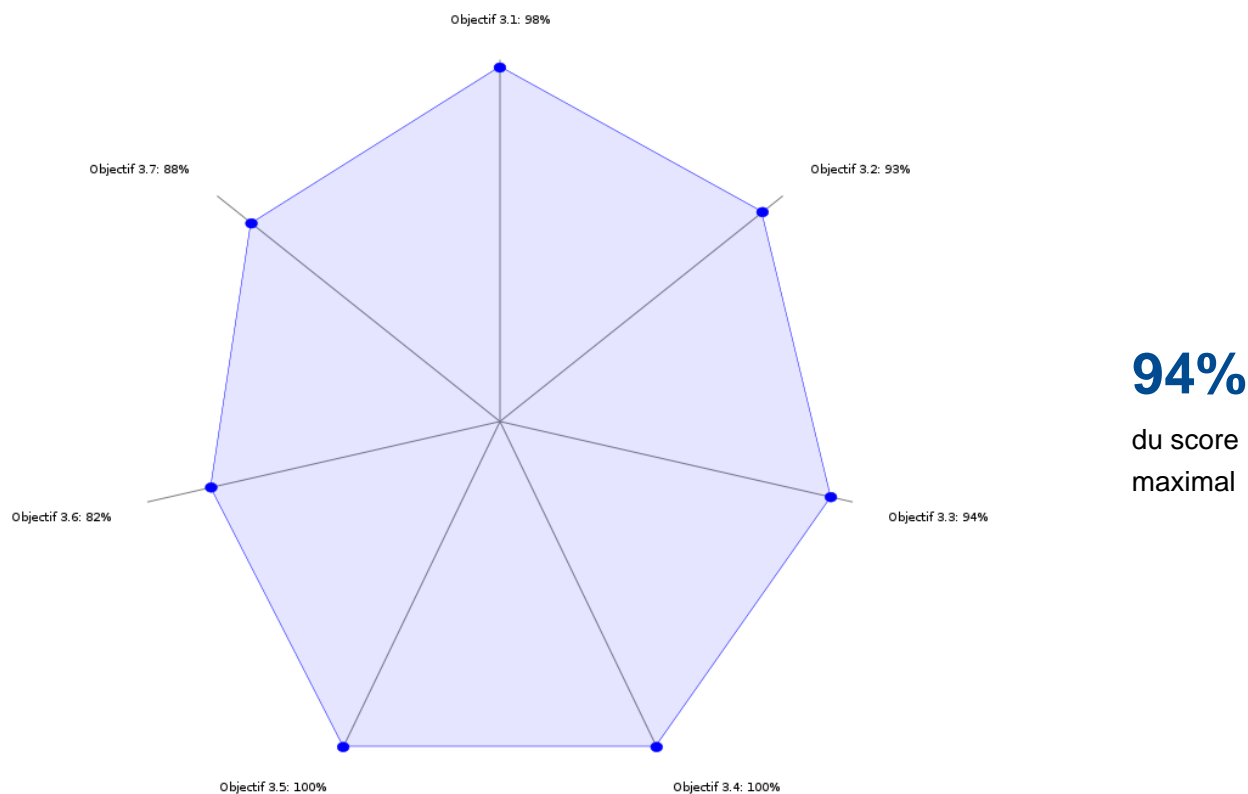 Objectif 3.1: 98%
Objectif 3.7: 88%
Objectif 3.2: 93%
94%
du score
maximal
Objectif 3.6: 82%
Objectif 3.3: 94%
Objectif 3.5: 100%
Objectif 3.4: 100%